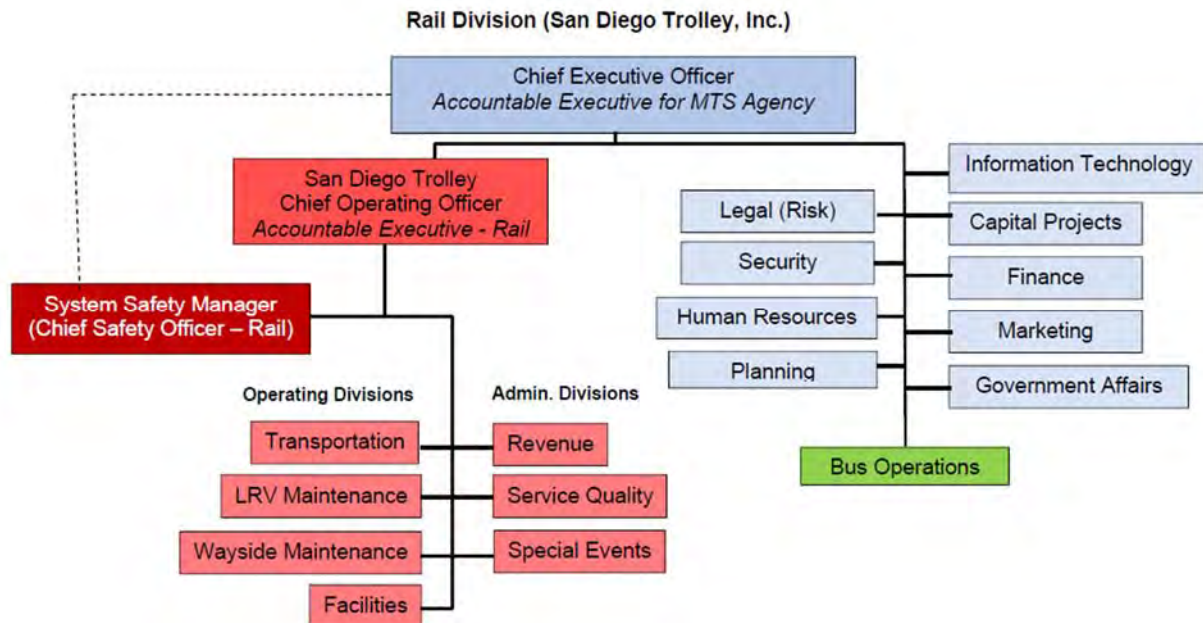 Rail Division (San Diego Trolley, Inc.)
Chief Executive Officer
Accountable Executive for MTS Agency
San Diego Trolley
Chief Operating Officer
Accountable Executive - Rail
System Safety Manager
(Chief Safety Officer – Rail)
Operating Divisions
Transportation
LRV Maintenance
Wayside Maintenance
Facilities
Admin. Divisions
Revenue
Service Quality
Special Events
Legal (Risk)
Security
Human Resources
Planning
Information Technology
Capital Projects
Finance
Marketing
Government Affairs
Bus Operations